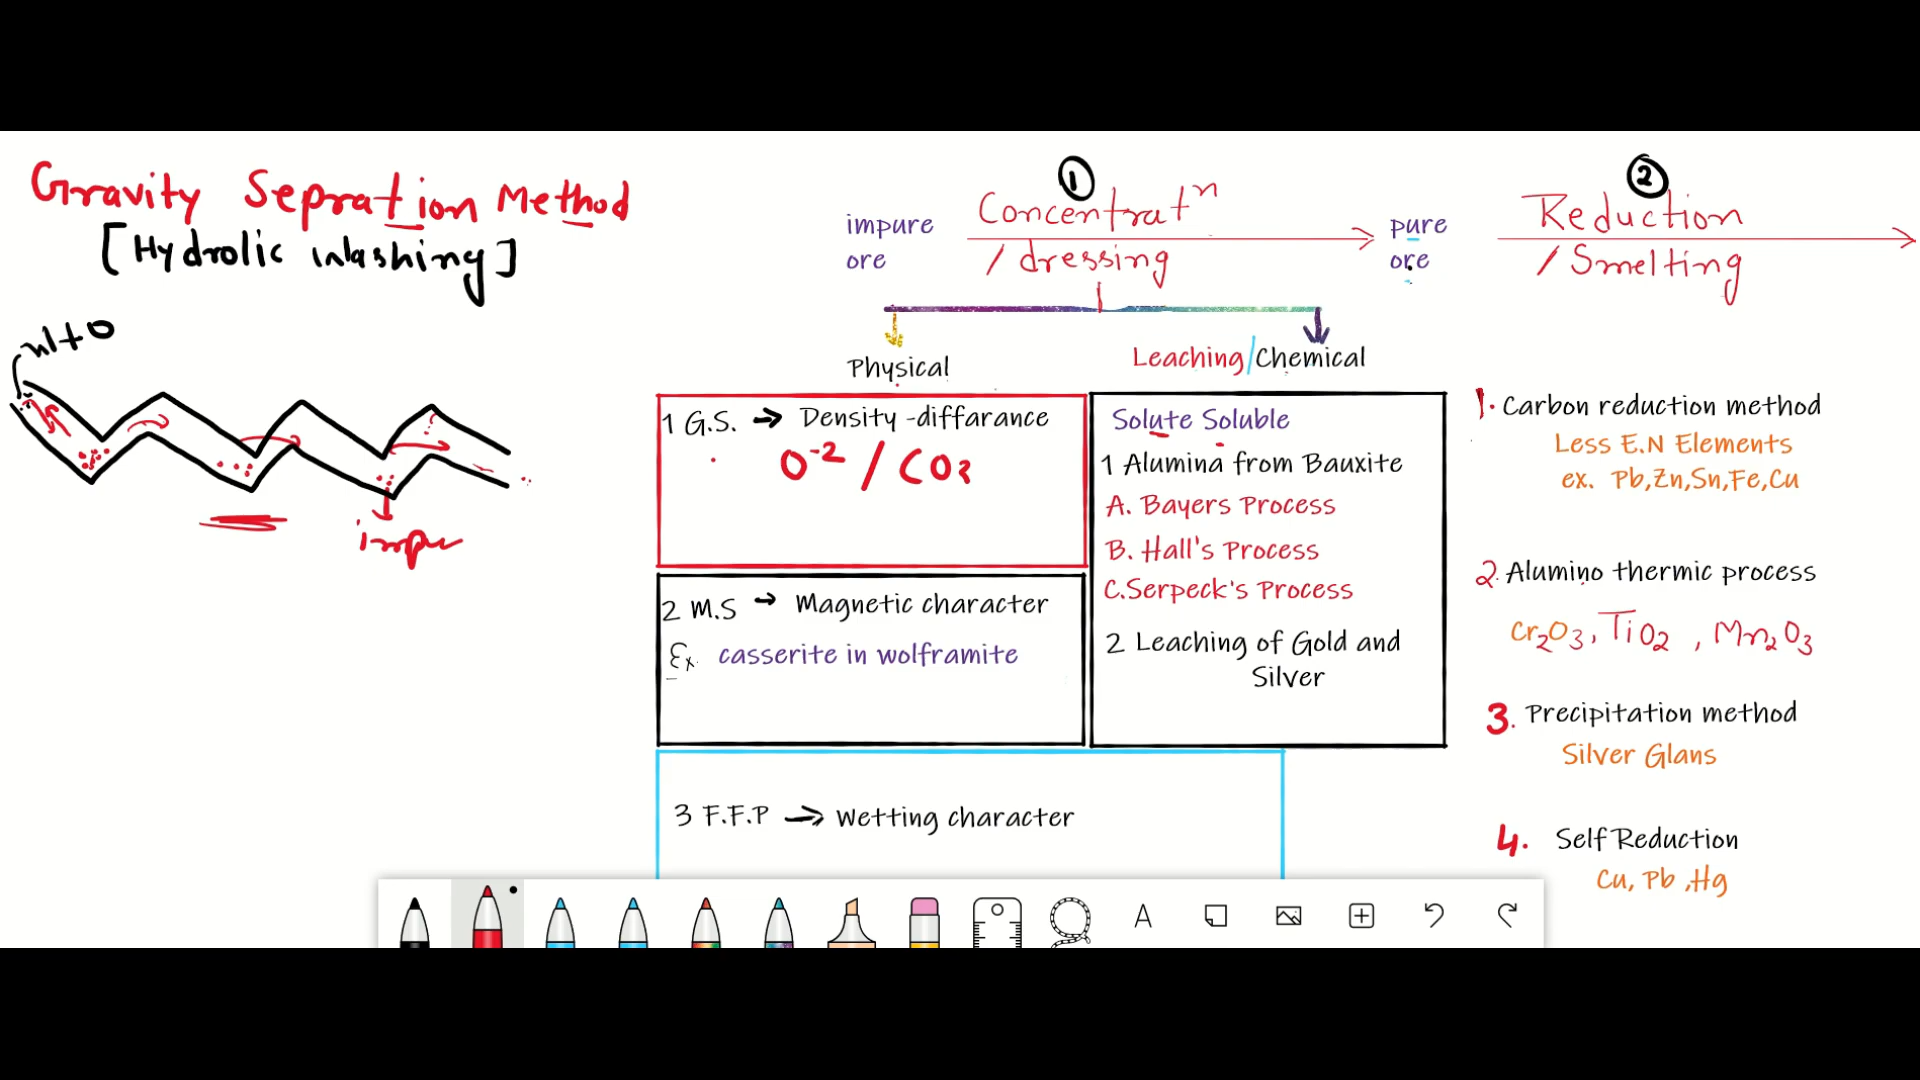 Gravity Sepration Method
[Hydrolic Washing]
impu
①
impure
ore
Concentratⁿ
/ dressing
pure
ore
②
Reduction
/ Smelting
Physical
Leaching/Chemical
1 G.S. → Density -diffarance
O⁻² / CO₃
2 M.S → Magnetic character
Ex. casserite in wolframite
3 F.F.P → Wetting character
Solute Soluble
1 Alumina from Bauxite
A. Bayers Process
B. Hall's Process
C.Serpeck's Process
2 Leaching of Gold and
Silver
1. Carbon reduction method
Less E.N Elements
ex. Pb,Zn,Sn,Fe,Cu
2. Alumino thermic process
Cr₂O₃, TiO₂ , Mn₂O₃
3. Precipitation method
Silver Glans
4. Self Reduction
Cu, Pb ,Hg
A